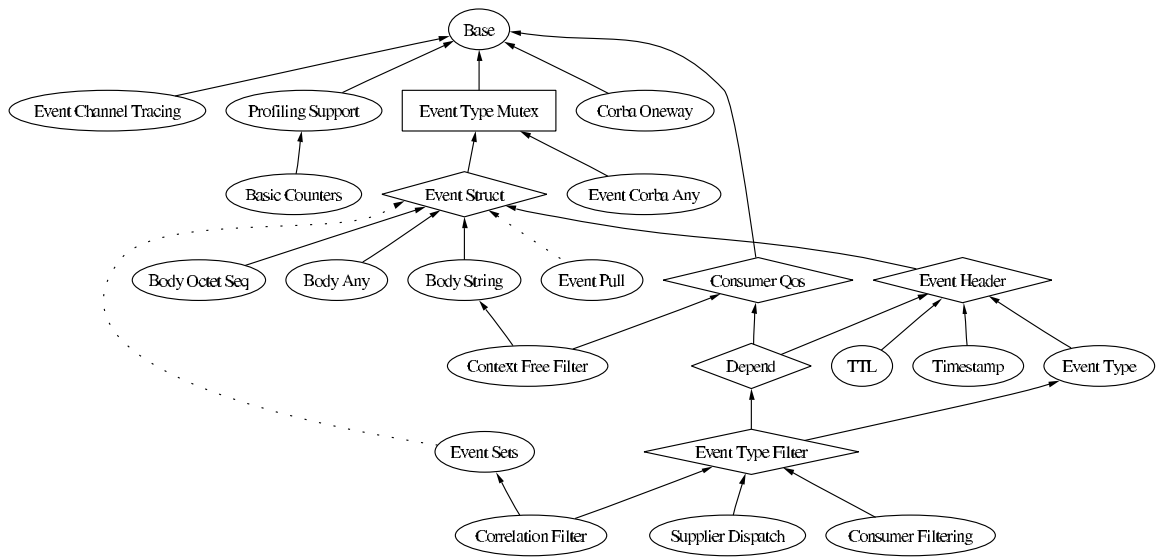 Base
Event Channel Tracing
Profiling Support
Event Type Mutex
Corba Oneway
Basic Counters
Event Struct
Event Corba Any
Body Octet Seq
Body Any
Body String
Event Pull
Consumer Qos
Event Header
Context Free Filter
Depend
TTL
Timestamp
Event Type
Event Sets
Event Type Filter
Correlation Filter
Supplier Dispatch
Consumer Filtering